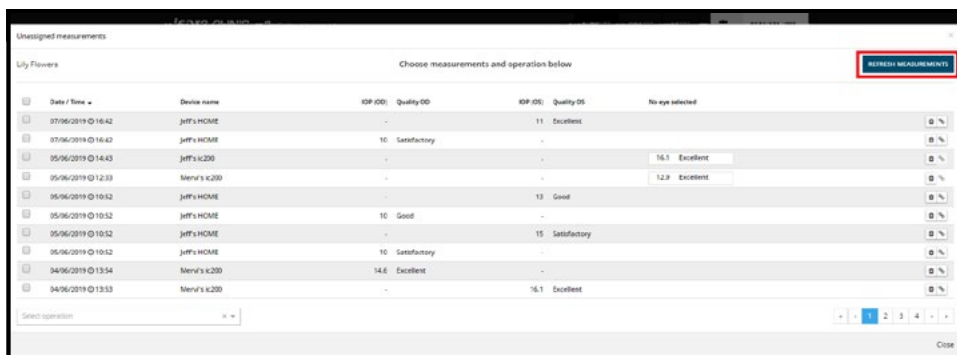 Unassigned measurements
Lily Flowers Choose measurements and operation below REFRESH MEASUREMENTS
Date / Time Device name IOP (OD) Quality OD IOP (OS) Quality OS No eye selected
07/06/2019 16:42 Jeff's HOME - 11 Excellent
07/06/2019 16:42 Jeff's HOME 10 Satisfactory -
05/06/2019 14:43 Jeff's ic200 - - 16.1 Excellent
05/06/2019 12:33 Mervi's ic200 - - 12.9 Excellent
05/06/2019 10:52 Jeff's HOME - 13 Good
05/06/2019 10:52 Jeff's HOME 10 Good -
05/06/2019 10:52 Jeff's HOME - 15 Satisfactory
05/06/2019 10:52 Jeff's HOME 10 Satisfactory -
04/06/2019 13:54 Mervi's ic200 14.6 Excellent -
04/06/2019 13:53 Mervi's ic200 - 16.1 Excellent
Select operation × « ‹ 1 2 3 4 › »
Close